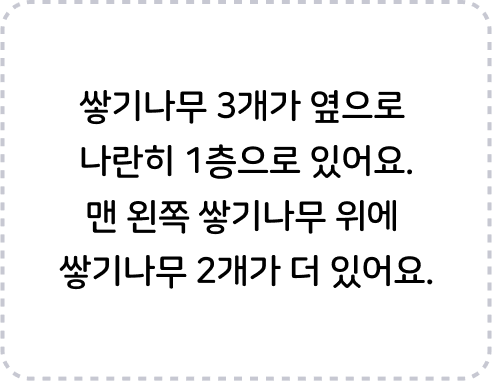 쌓기나무 3개가 옆으로
나란히 1층으로 있어요.
맨 왼쪽 쌓기나무 위에
쌓기나무 2개가 더 있어요.